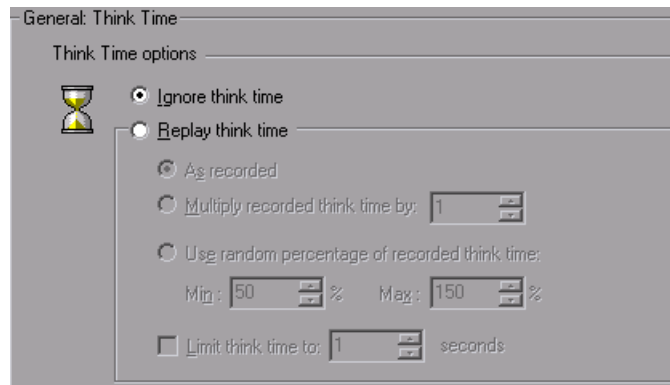 General: Think Time
Think Time options
Ignore think time
Replay think time
As recorded
Multiply recorded think time by: 1
Use random percentage of recorded think time:
Min : 50 % Max : 150 %
Limit think time to: 1 seconds